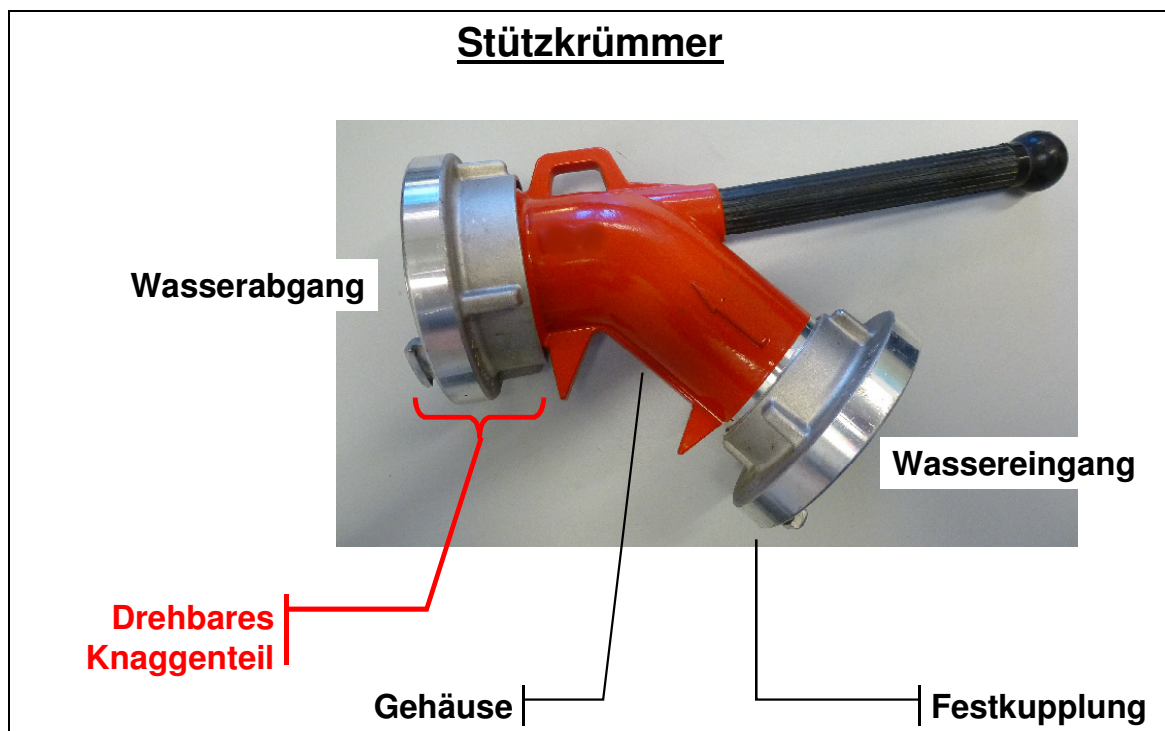 Stützkrümmer
Wasserabgang
Wassereingang
Drehbares
Knaggenteil
Gehäuse
Festkupplung